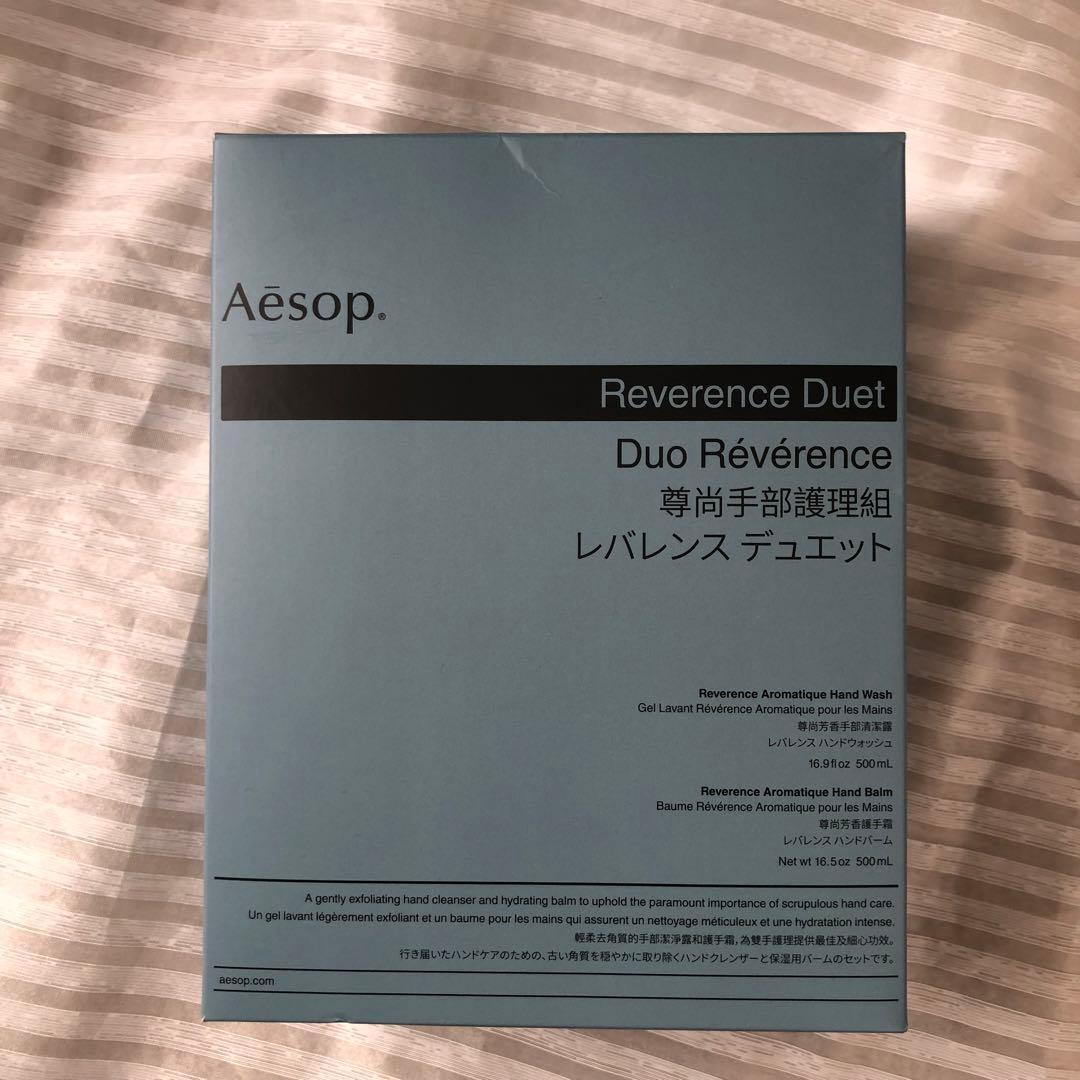 Aēsop®
Reverence Duet
Duo Révérence
尊尚手部護理組
レバレンス デュエット
Reverence Aromatique Hand Wash
Gel Lavant Révérence Aromatique pour les Mains
尊尚芳香手部清潔露
レバレンス ハンドウォッシュ
16.9 fl oz 500 mL
Reverence Aromatique Hand Balm
Baume Révérence Aromatique pour les Mains
尊尚芳香護手霜
レバレンス ハンドバーム
Net wt 16.5 oz 500 mL
A gently exfoliating hand cleanser and hydrating balm to uphold the paramount importance of scrupulous hand care.
Un gel lavant légèrement exfoliant et un baume pour les mains qui assurent un nettoyage méticuleux et une hydratation intense.
輕柔去角質的手部潔淨露和護手霜,為雙手護理提供最佳及細心功效。
行き届いたハンドケアのための、古い角質を穏やかに取り除くハンドクレンザーと保湿用バームのセットです。
aesop.com